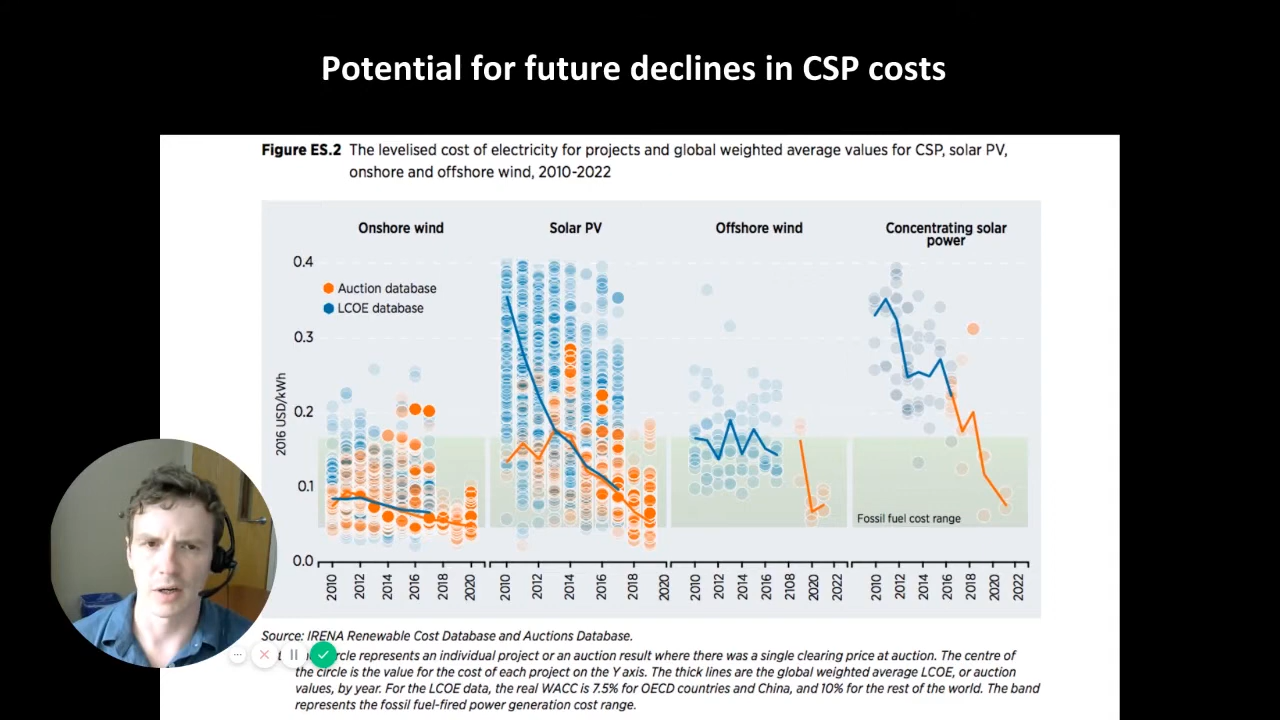 Potential for future declines in CSP costs
Figure ES.2 The levelised cost of electricity for projects and global weighted average values for CSP, solar PV,
onshore and offshore wind, 2010-2022
Onshore wind
Solar PV
Offshore wind
Concentrating solar
power
0.4
0.3
0.2
0.1
0.0
2016 USD/kWh
Auction database
LCOE database
Fossil fuel cost range
2010 2012 2014 2016 2018 2020
2010 2012 2014 2016 2018 2020
2010 2012 2014 2016 2108 2020 2022
2010 2012 2014 2016 2018 2020 2022
Source: IRENA Renewable Cost Database and Auctions Database.
represents an individual project or an auction result where there was a single clearing price at auction. The centre of
the circle is the value for the cost of each project on the Y axis. The thick lines are the global weighted average LCOE, or auction
values, by year. For the LCOE data, the real WACC is 7.5% for OECD countries and China, and 10% for the rest of the world. The band
represents the fossil fuel-fired power generation cost range.